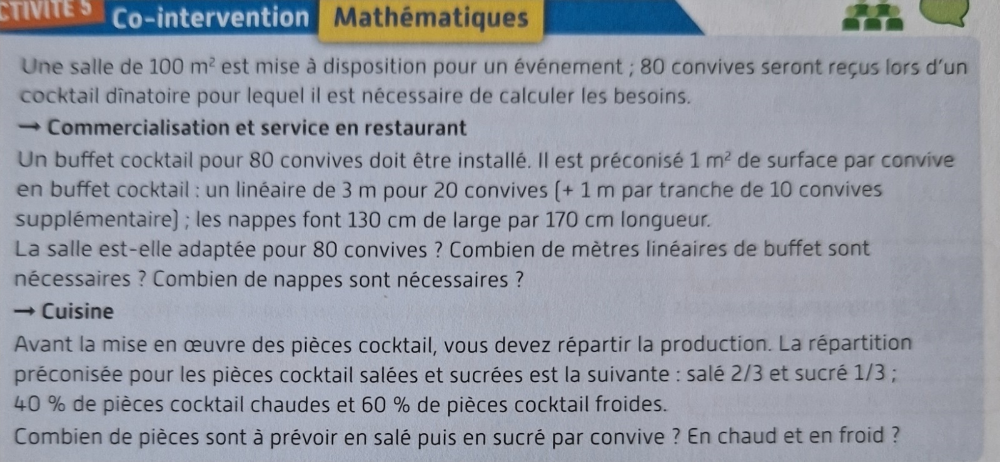 CTIVITÉ 5 Co-intervention Mathématiques
Une salle de 100 m² est mise à disposition pour un événement ; 80 convives seront reçus lors d'un
cocktail dînatoire pour lequel il est nécessaire de calculer les besoins.
→ Commercialisation et service en restaurant
Un buffet cocktail pour 80 convives doit être installé. Il est préconisé 1 m² de surface par convive
en buffet cocktail : un linéaire de 3 m pour 20 convives (+ 1 m par tranche de 10 convives
supplémentaire) ; les nappes font 130 cm de large par 170 cm longueur.
La salle est-elle adaptée pour 80 convives ? Combien de mètres linéaires de buffet sont
nécessaires ? Combien de nappes sont nécessaires ?
→ Cuisine
Avant la mise en œuvre des pièces cocktail, vous devez répartir la production. La répartition
préconisée pour les pièces cocktail salées et sucrées est la suivante : salé 2/3 et sucré 1/3 ;
40 % de pièces cocktail chaudes et 60 % de pièces cocktail froides.
Combien de pièces sont à prévoir en salé puis en sucré par convive ? En chaud et en froid ?